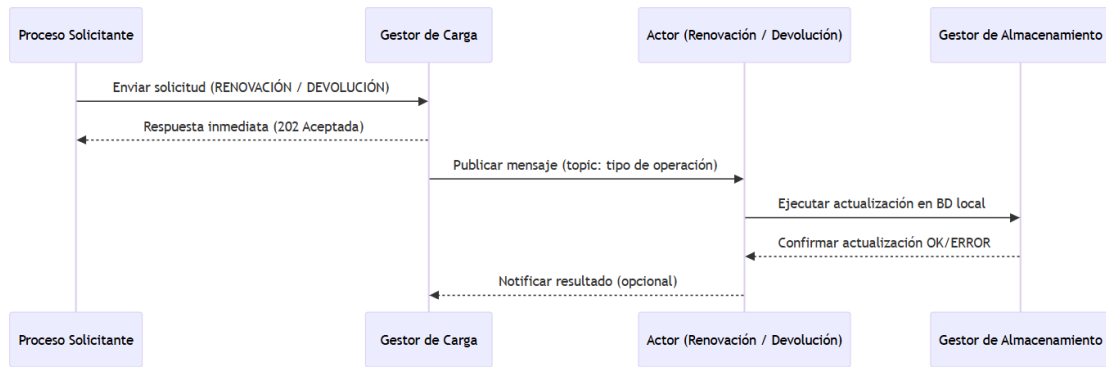 Proceso Solicitante
Gestor de Carga
Actor (Renovación / Devolución)
Gestor de Almacenamiento
Enviar solicitud (RENOVACIÓN / DEVOLUCIÓN)
Respuesta inmediata (202 Aceptada)
Publicar mensaje (topic: tipo de operación)
Ejecutar actualización en BD local
Confirmar actualización OK/ERROR
Notificar resultado (opcional)
Proceso Solicitante
Gestor de Carga
Actor (Renovación / Devolución)
Gestor de Almacenamiento